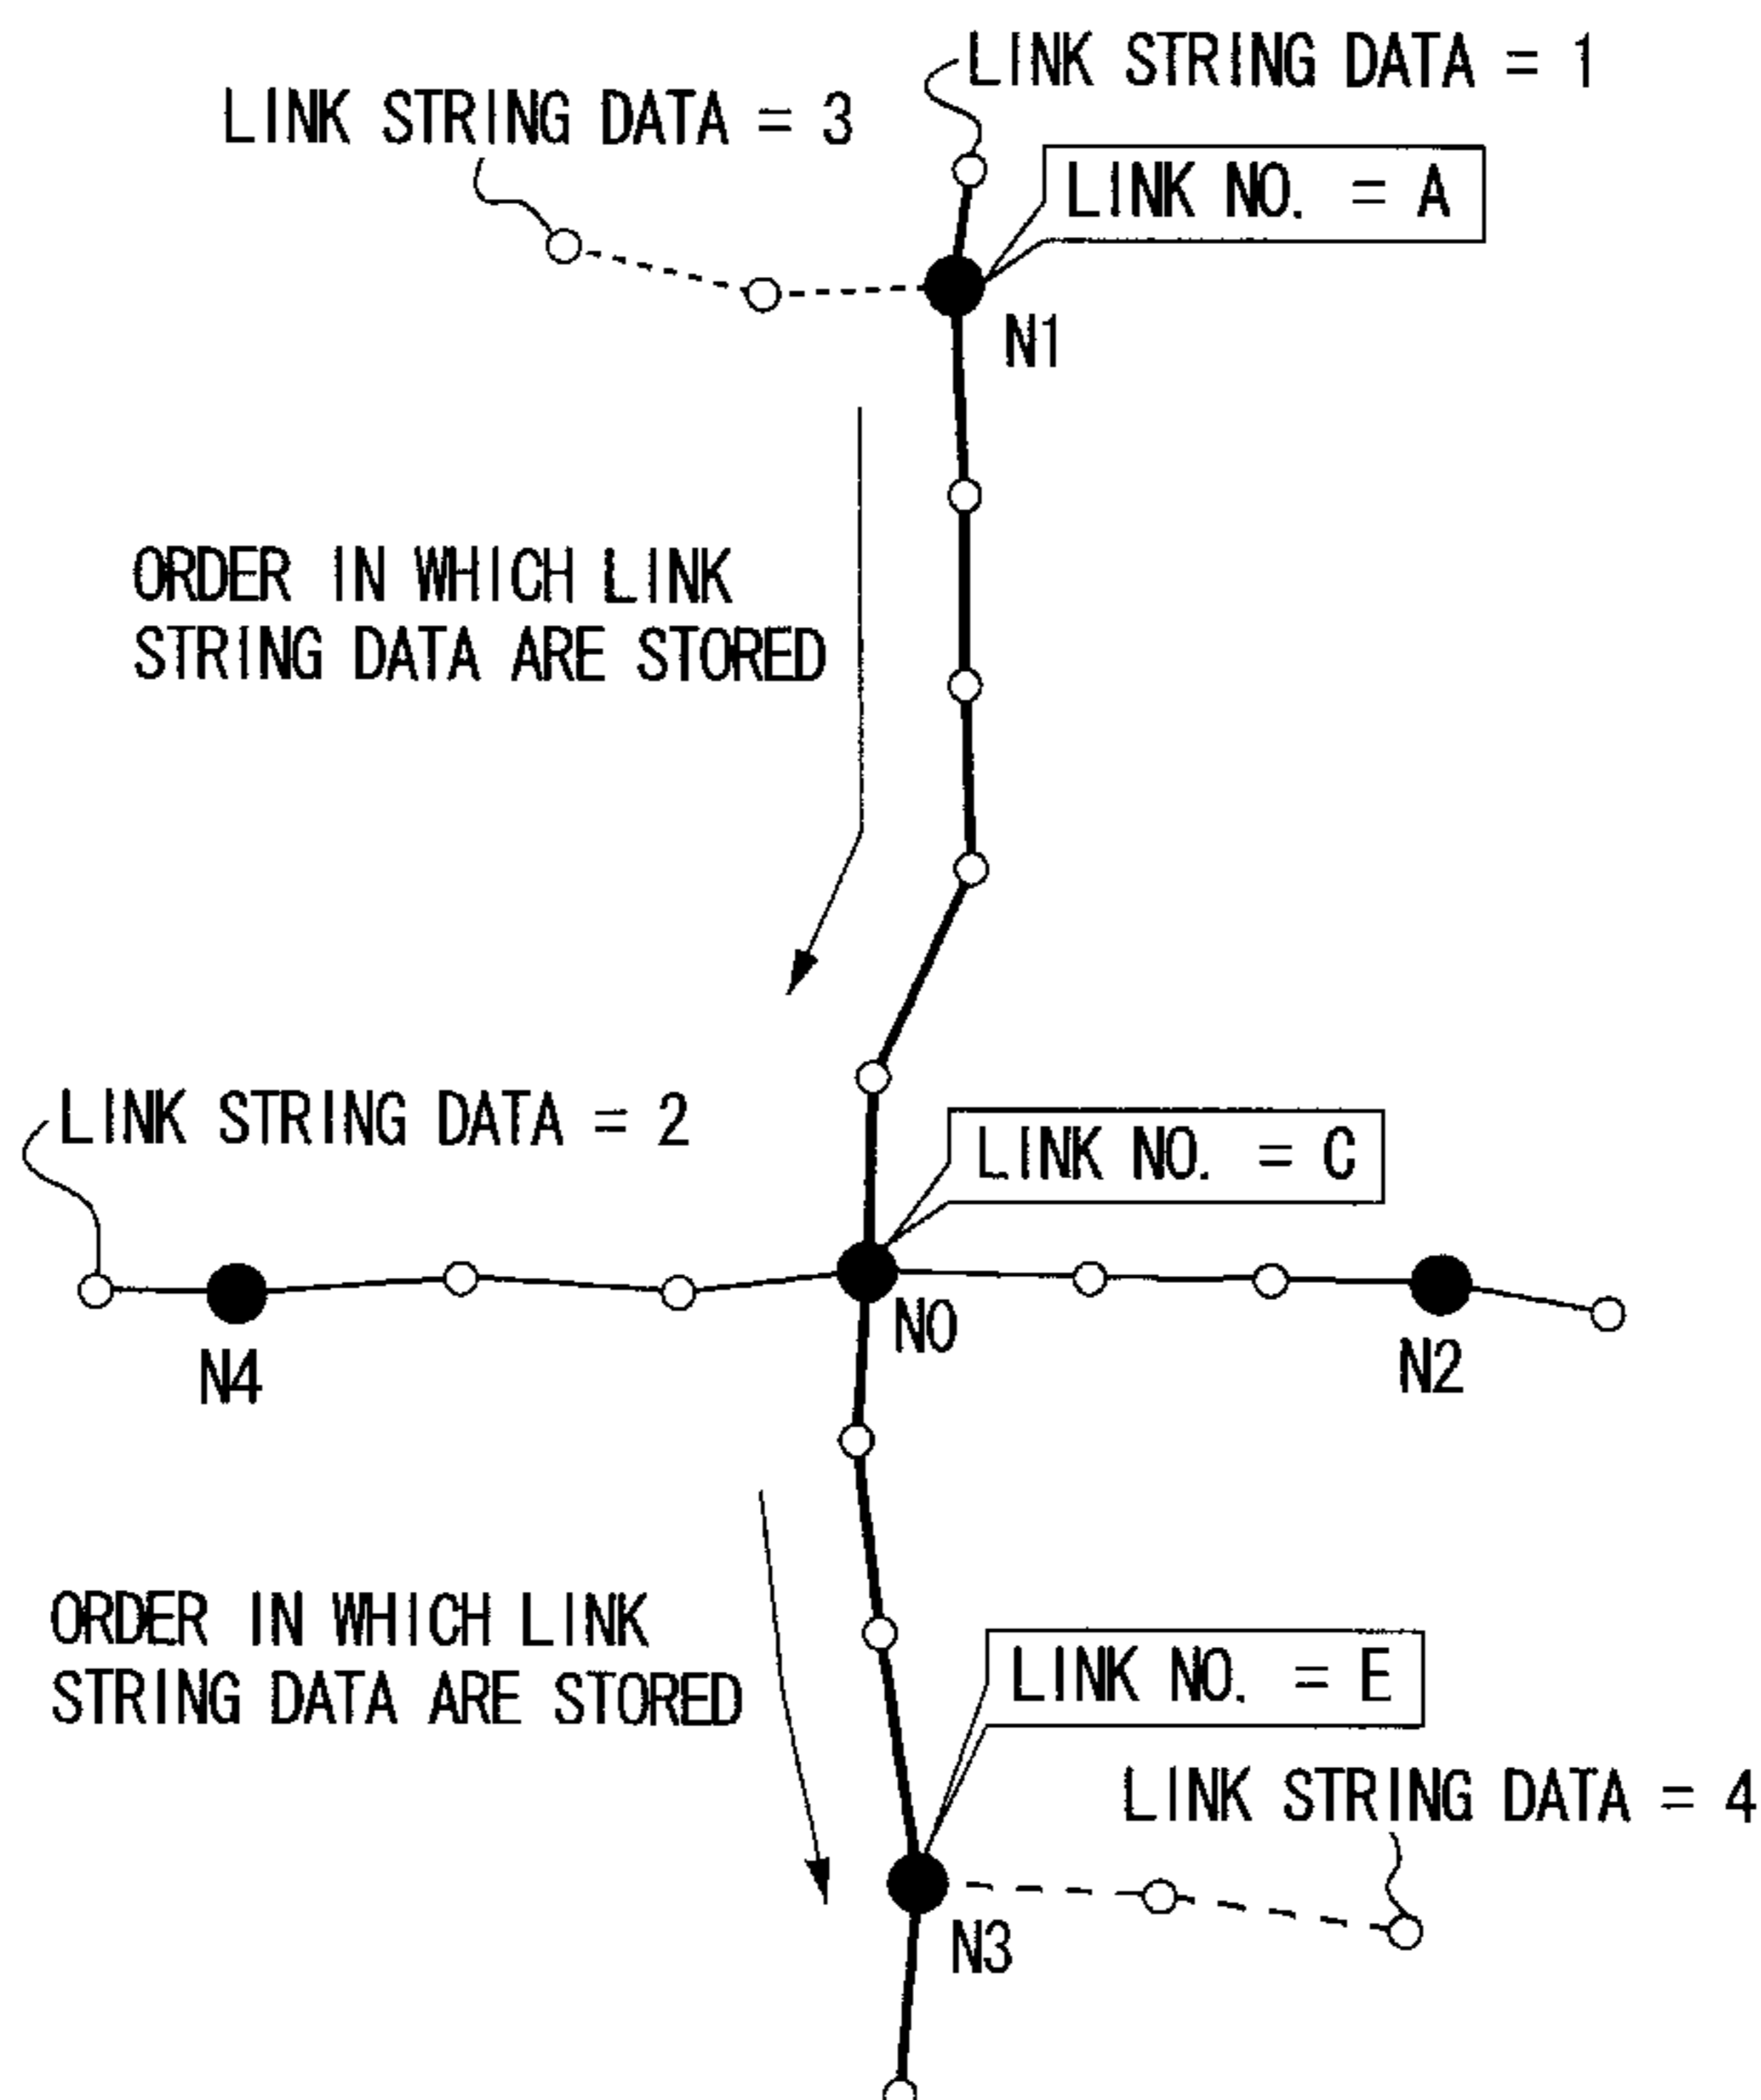 LINK STRING DATA = 1
LINK STRING DATA = 3
LINK NO. = A
N1
ORDER IN WHICH LINK
STRING DATA ARE STORED
LINK STRING DATA = 2
LINK NO. = C
N0
N4
N2
ORDER IN WHICH LINK
STRING DATA ARE STORED
LINK NO. = E
LINK STRING DATA = 4
N3